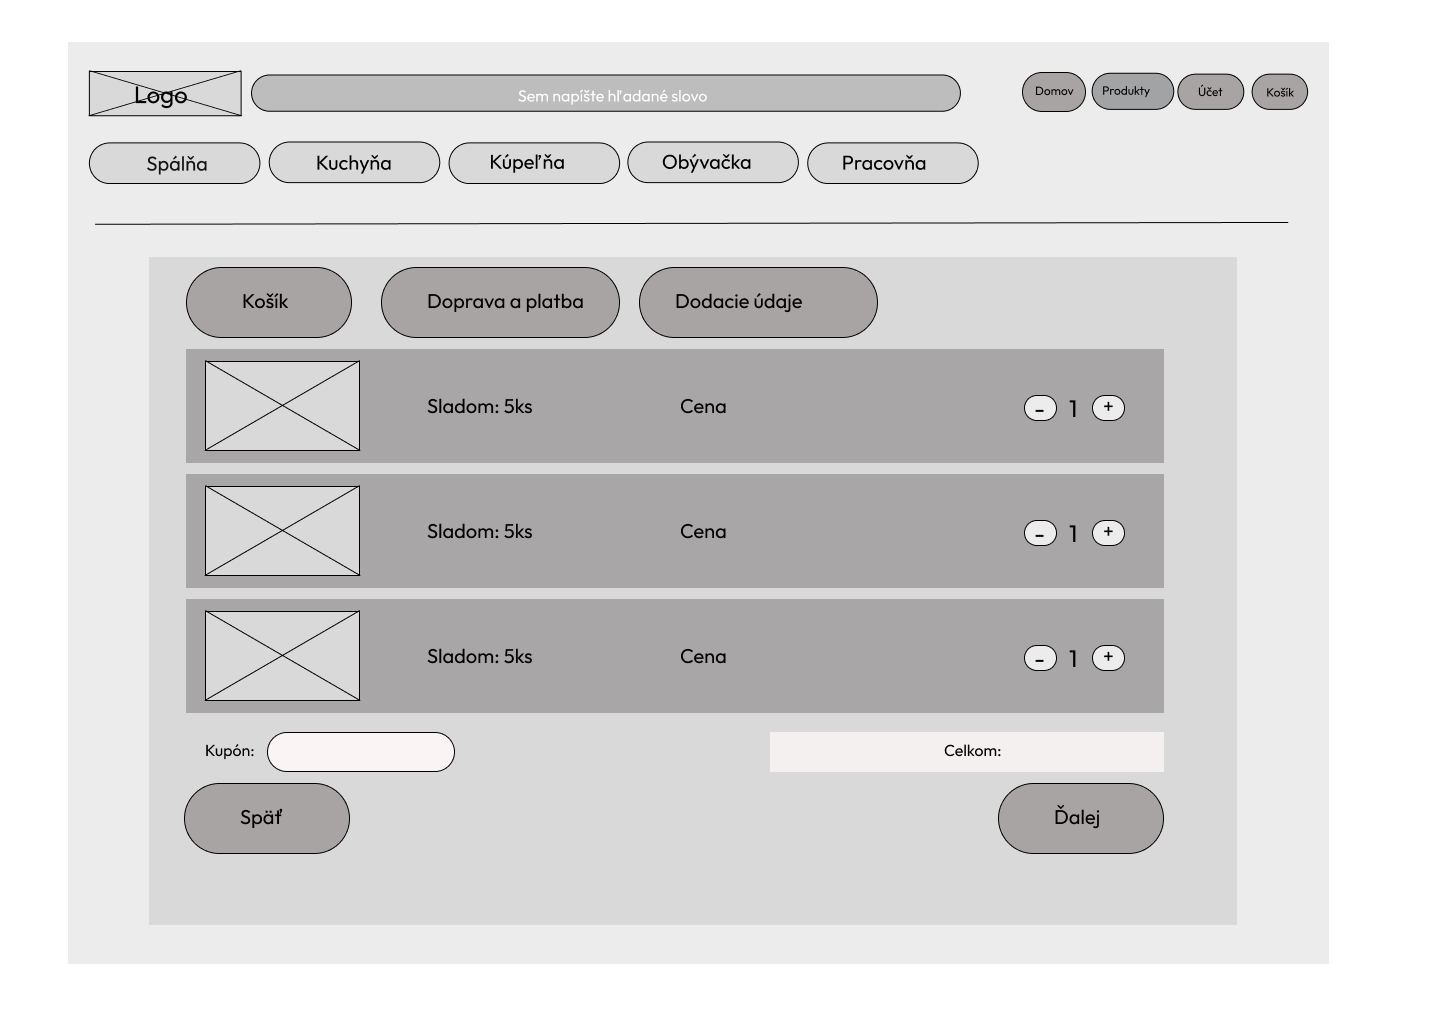 Logo
Sem napíšte hľadané slovo
Domov
Produkty
Účet
Košík
Spálňa
Kuchyňa
Kúpeľňa
Obývačka
Pracovňa
Košík
Doprava a platba
Dodacie údaje
Sladom: 5ks
Cena
- 1 +
Sladom: 5ks
Cena
- 1 +
Sladom: 5ks
Cena
- 1 +
Kupón:
Celkom:
Späť
Ďalej